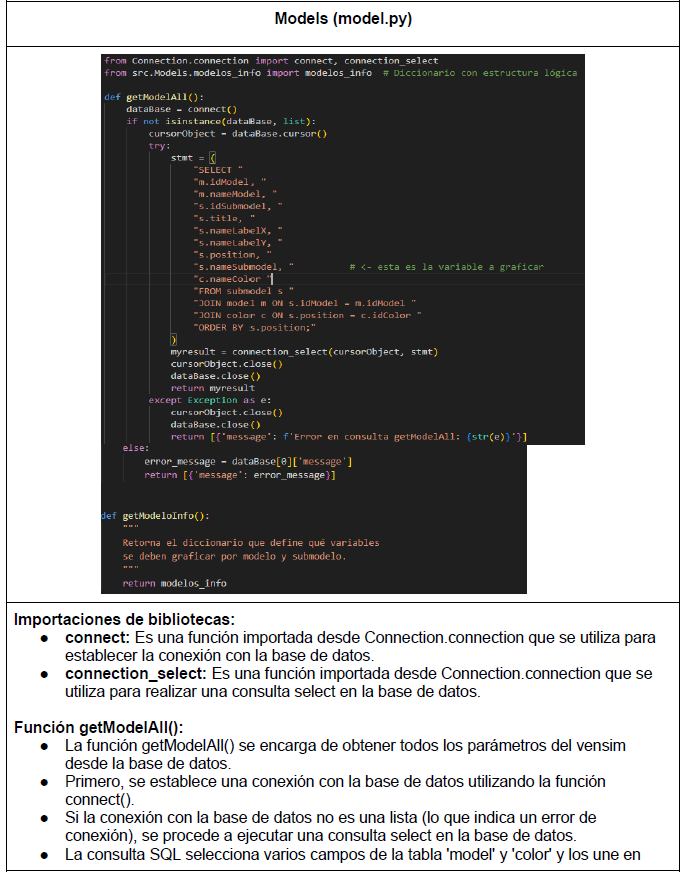 Models (model.py)
from Connection.connection import connect, connection_select
from src.Models.modelos_info import modelos_info  # Diccionario con estructura lógica
def getModelAll():
    dataBase = connect()
    if not isinstance(dataBase, list):
        cursorObject = dataBase.cursor()
        try:
            stmt = (
                "SELECT "
                "m.idModel, "
                "m.nameModel, "
                "s.idSubmodel, "
                "s.title, "
                "s.nameLabelX, "
                "s.nameLabelY, "
                "s.position, "
                "s.nameSubmodel, "          # <- esta es la variable a graficar
                "c.nameColor "
                "FROM submodel s "
                "JOIN model m ON s.idModel = m.idModel "
                "JOIN color c ON s.position = c.idColor "
                "ORDER BY s.position;"
            )
            myresult = connection_select(cursorObject, stmt)
            cursorObject.close()
            dataBase.close()
            return myresult
        except Exception as e:
            cursorObject.close()
            dataBase.close()
            return [{'message': f'Error en consulta getModelAll: {str(e)}'}]
    else:
        error_message = dataBase[0]['message']
        return [{'message': error_message}]
def getModeloInfo():
    """
    Retorna el diccionario que define qué variables
    se deben graficar por modelo y submodelo.
    """
    return modelos_info
Importaciones de bibliotecas:
● connect: Es una función importada desde Connection.connection que se utiliza para
establecer la conexión con la base de datos.
● connection_select: Es una función importada desde Connection.connection que se
utiliza para realizar una consulta select en la base de datos.
Función getModelAll():
● La función getModelAll() se encarga de obtener todos los parámetros del vensim
desde la base de datos.
● Primero, se establece una conexión con la base de datos utilizando la función
connect().
● Si la conexión con la base de datos no es una lista (lo que indica un error de
conexión), se procede a ejecutar una consulta select en la base de datos.
● La consulta SQL selecciona varios campos de la tabla 'model' y 'color' y los une en